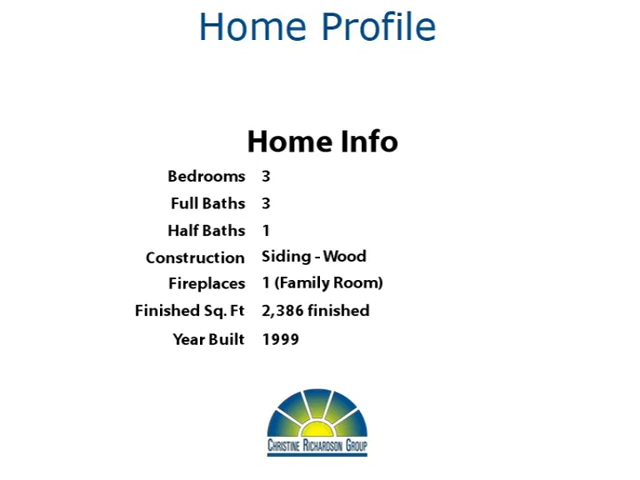 Home Profile
Home Info
Bedrooms 3
Full Baths 3
Half Baths 1
Construction Siding - Wood
Fireplaces 1 (Family Room)
Finished Sq. Ft 2,386 finished
Year Built 1999
CHRISTINE RICHARDSON GROUP